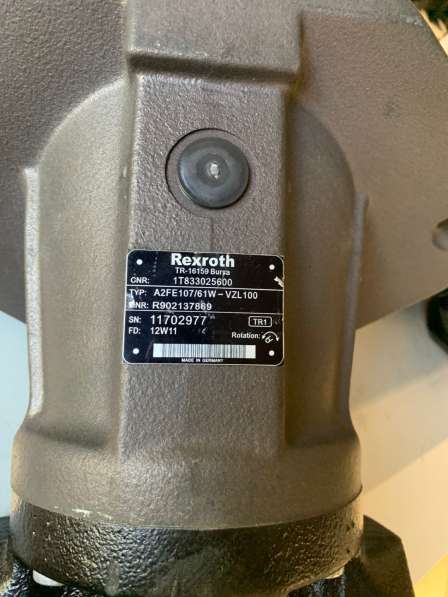 Rexroth
TR-16159 Bursa
CNR: 1T833025600
TYP: A2FE107/61W-VZL100
MNR: R902137869
SN: 11702977 TR1
FD: 12W11 Rotation:
MADE IN GERMANY